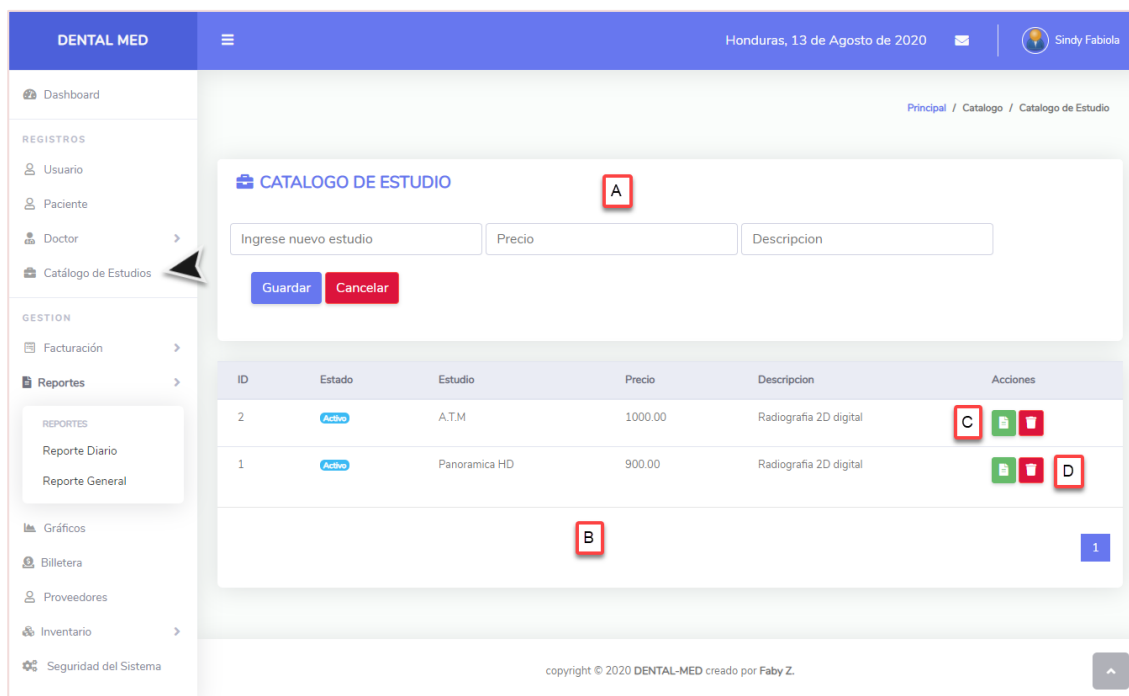 DENTAL MED
Honduras, 13 de Agosto de 2020
Sindy Fabiola
Dashboard
REGISTROS
Usuario
Paciente
Doctor
Catálogo de Estudios
GESTION
Facturación
Reportes
REPORTES
Reporte Diario
Reporte General
Gráficos
Billetera
Proveedores
Inventario
Seguridad del Sistema
Principal / Catalogo / Catalogo de Estudio
CATALOGO DE ESTUDIO
A
Ingrese nuevo estudio Precio Descripcion
Guardar Cancelar
ID Estado Estudio Precio Descripcion Acciones
2 Activo A.T.M 1000.00 Radiografia 2D digital C
1 Activo Panoramica HD 900.00 Radiografia 2D digital D
B
1
copyright © 2020 DENTAL-MED creado por Faby Z.